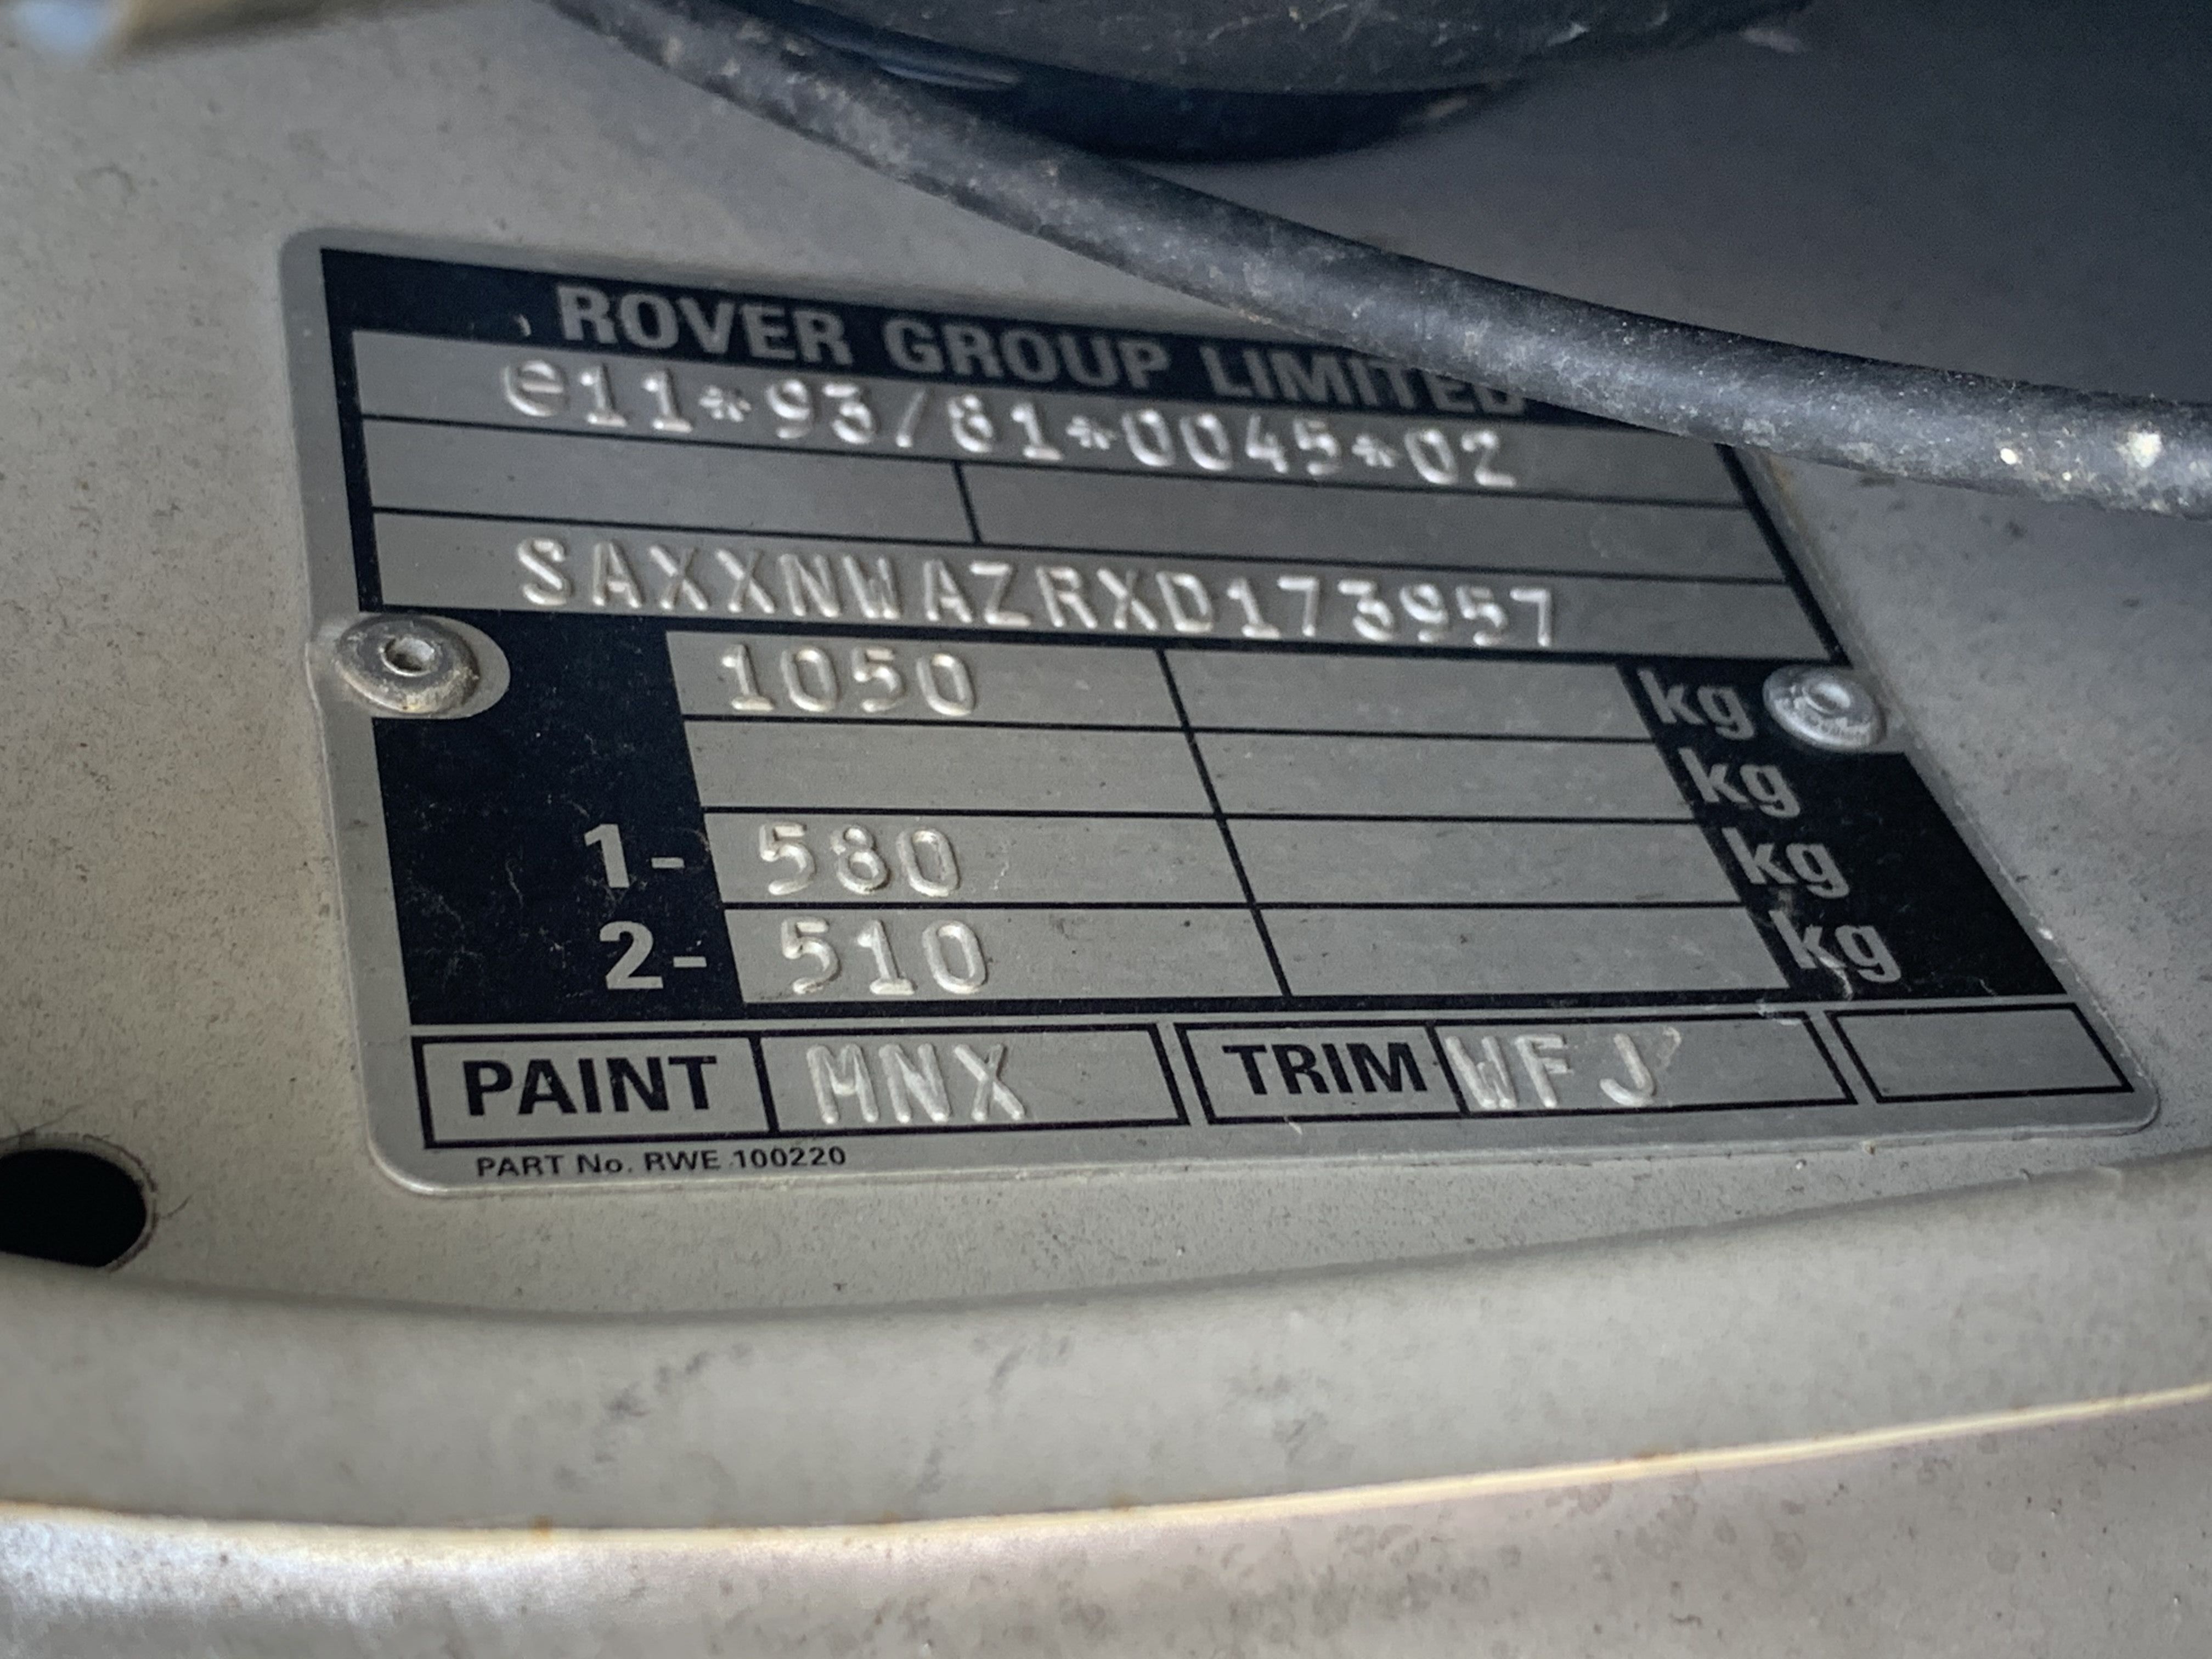 ROVER GROUP LIMITED
e11*93/81*0045*02
SAXXNWAZRXD173957
1050 kg
kg
1- 580 kg
2- 510 kg
PAINT MNX TRIM WFJ
PART No. RWE 100220